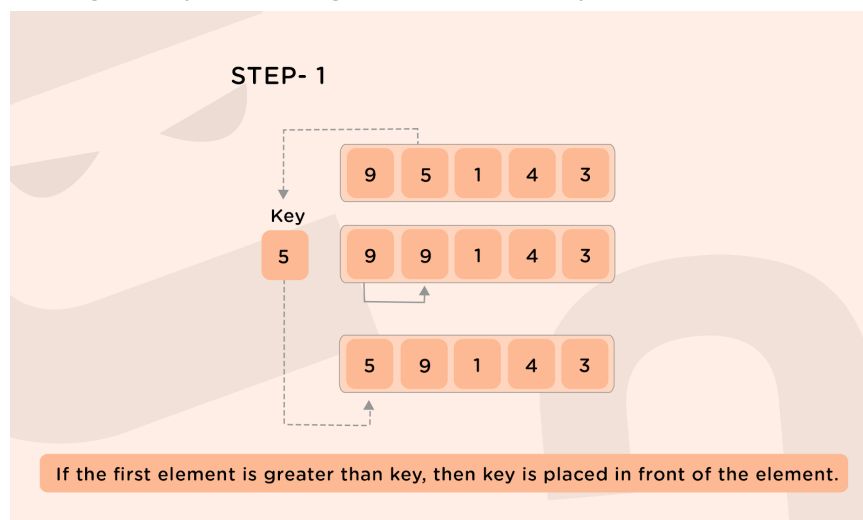 STEP- 1
9 5 1 4 3
Key
5
9 9 1 4 3
5 9 1 4 3
If the first element is greater than key, then key is placed in front of the element.